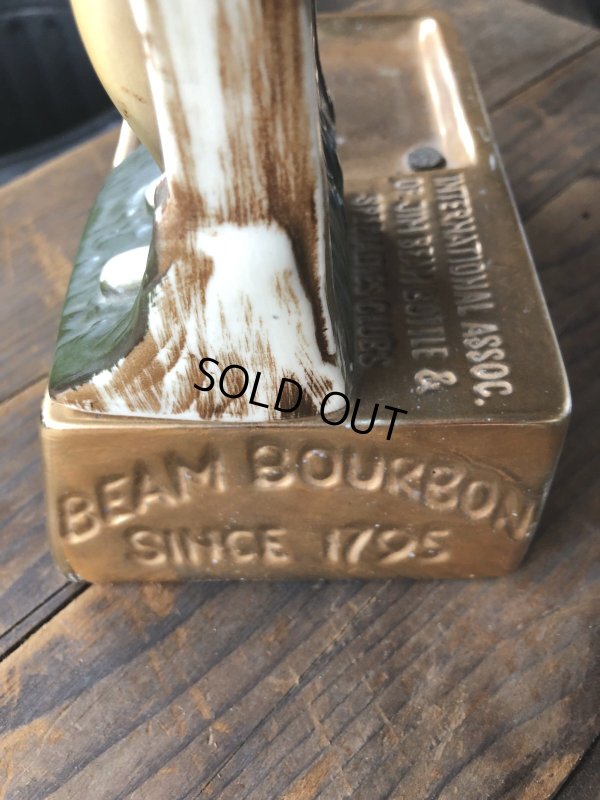 INTERNATIONAL ASSOC.
OF JIM BEAM BOTTLE &
SPECIALTIES CLUBS
SOLD OUT
BEAM BOURBON
SINCE 1795